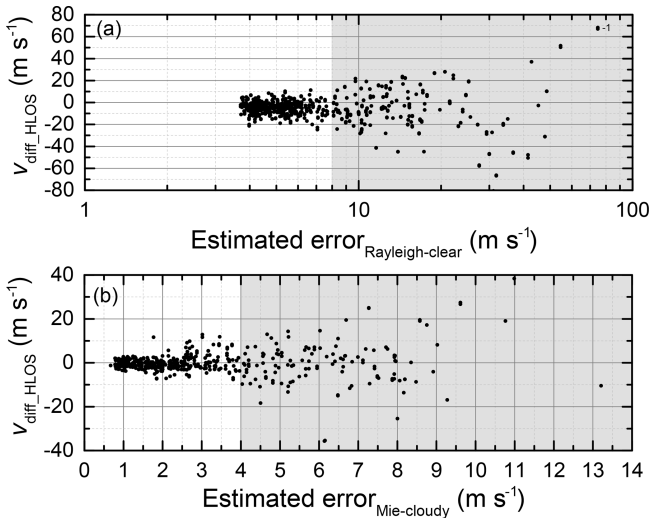 80
60
40
20
0
-20
-40
-60
-80
(a)
-1
v_diff_HLOS (m s⁻¹)
1 10 100
Estimated error_Rayleigh-clear (m s⁻¹)
40
20
0
-20
-40
(b)
v_diff_HLOS (m s⁻¹)
0 1 2 3 4 5 6 7 8 9 10 11 12 13 14
Estimated error_Mie-cloudy (m s⁻¹)